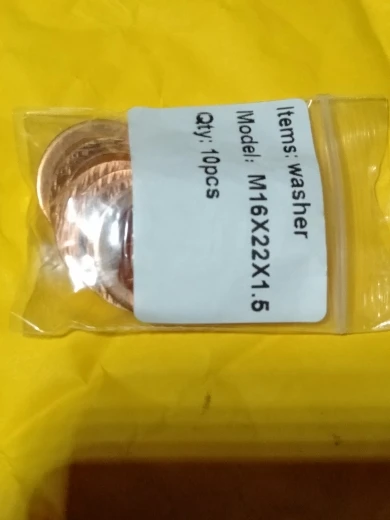 Items: washer
Model: M16X22X1.5
Qty: 10pcs